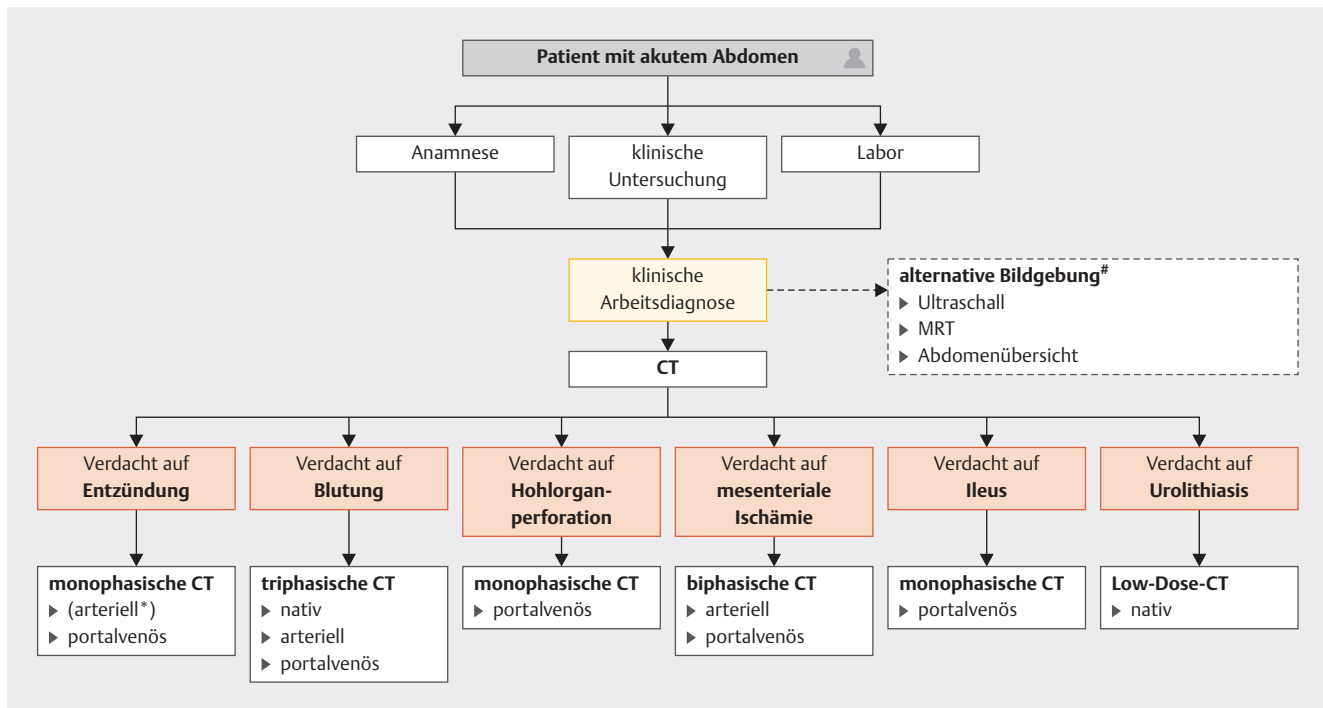 Patient mit akutem Abdomen
Anamnese
klinische
Untersuchung
Labor
klinische
Arbeitsdiagnose
alternative Bildgebung#
▶ Ultraschall
▶ MRT
▶ Abdomenübersicht
CT
Verdacht auf
Entzündung
Verdacht auf
Blutung
Verdacht auf
Hohlorgan-
perforation
Verdacht auf
mesenteriale
Ischämie
Verdacht auf
Ileus
Verdacht auf
Urolithiasis
monophasische CT
▶ (arteriell*)
▶ portalvenös
triphasische CT
▶ nativ
▶ arteriell
▶ portalvenös
monophasische CT
▶ portalvenös
biphasische CT
▶ arteriell
▶ portalvenös
monophasische CT
▶ portalvenös
Low-Dose-CT
▶ nativ